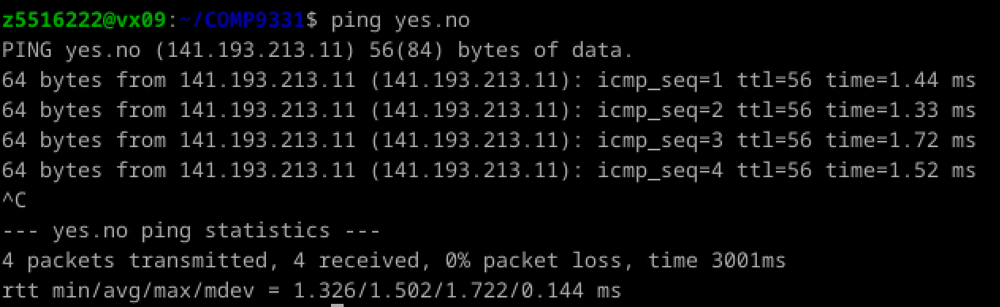 z5516222@vx09:~/COMP9331$ ping yes.no
PING yes.no (141.193.213.11) 56(84) bytes of data.
64 bytes from 141.193.213.11 (141.193.213.11): icmp_seq=1 ttl=56 time=1.44 ms
64 bytes from 141.193.213.11 (141.193.213.11): icmp_seq=2 ttl=56 time=1.33 ms
64 bytes from 141.193.213.11 (141.193.213.11): icmp_seq=3 ttl=56 time=1.72 ms
64 bytes from 141.193.213.11 (141.193.213.11): icmp_seq=4 ttl=56 time=1.52 ms
^C
--- yes.no ping statistics ---
4 packets transmitted, 4 received, 0% packet loss, time 3001ms
rtt min/avg/max/mdev = 1.326/1.502/1.722/0.144 ms